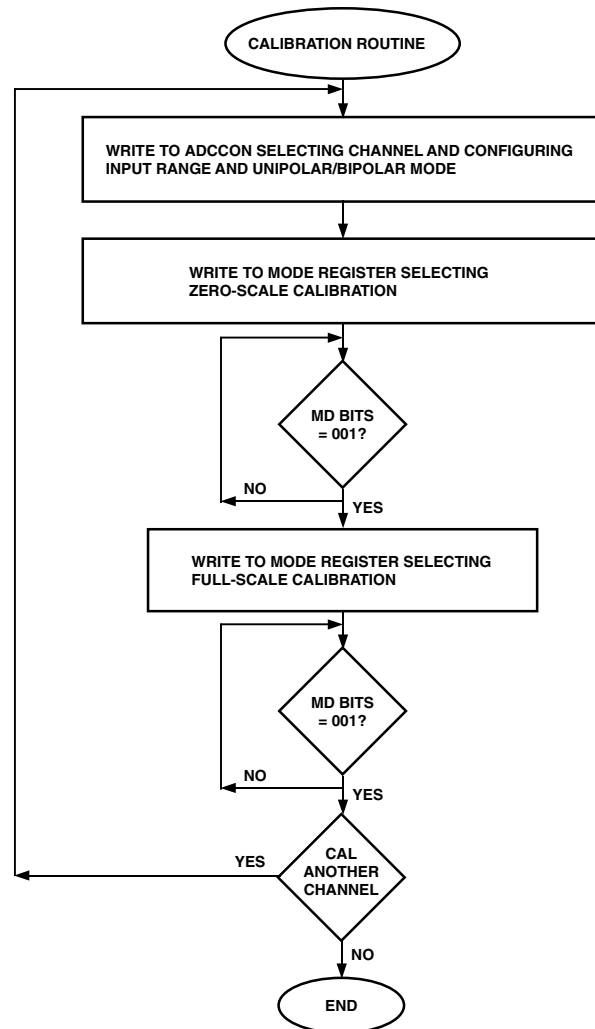 CALIBRATION ROUTINE
WRITE TO ADCCON SELECTING CHANNEL AND CONFIGURING
INPUT RANGE AND UNIPOLAR/BIPOLAR MODE
WRITE TO MODE REGISTER SELECTING
ZERO-SCALE CALIBRATION
MD BITS
= 001?
NO
YES
WRITE TO MODE REGISTER SELECTING
FULL-SCALE CALIBRATION
MD BITS
= 001?
NO
YES
CAL
ANOTHER
CHANNEL
YES
NO
END